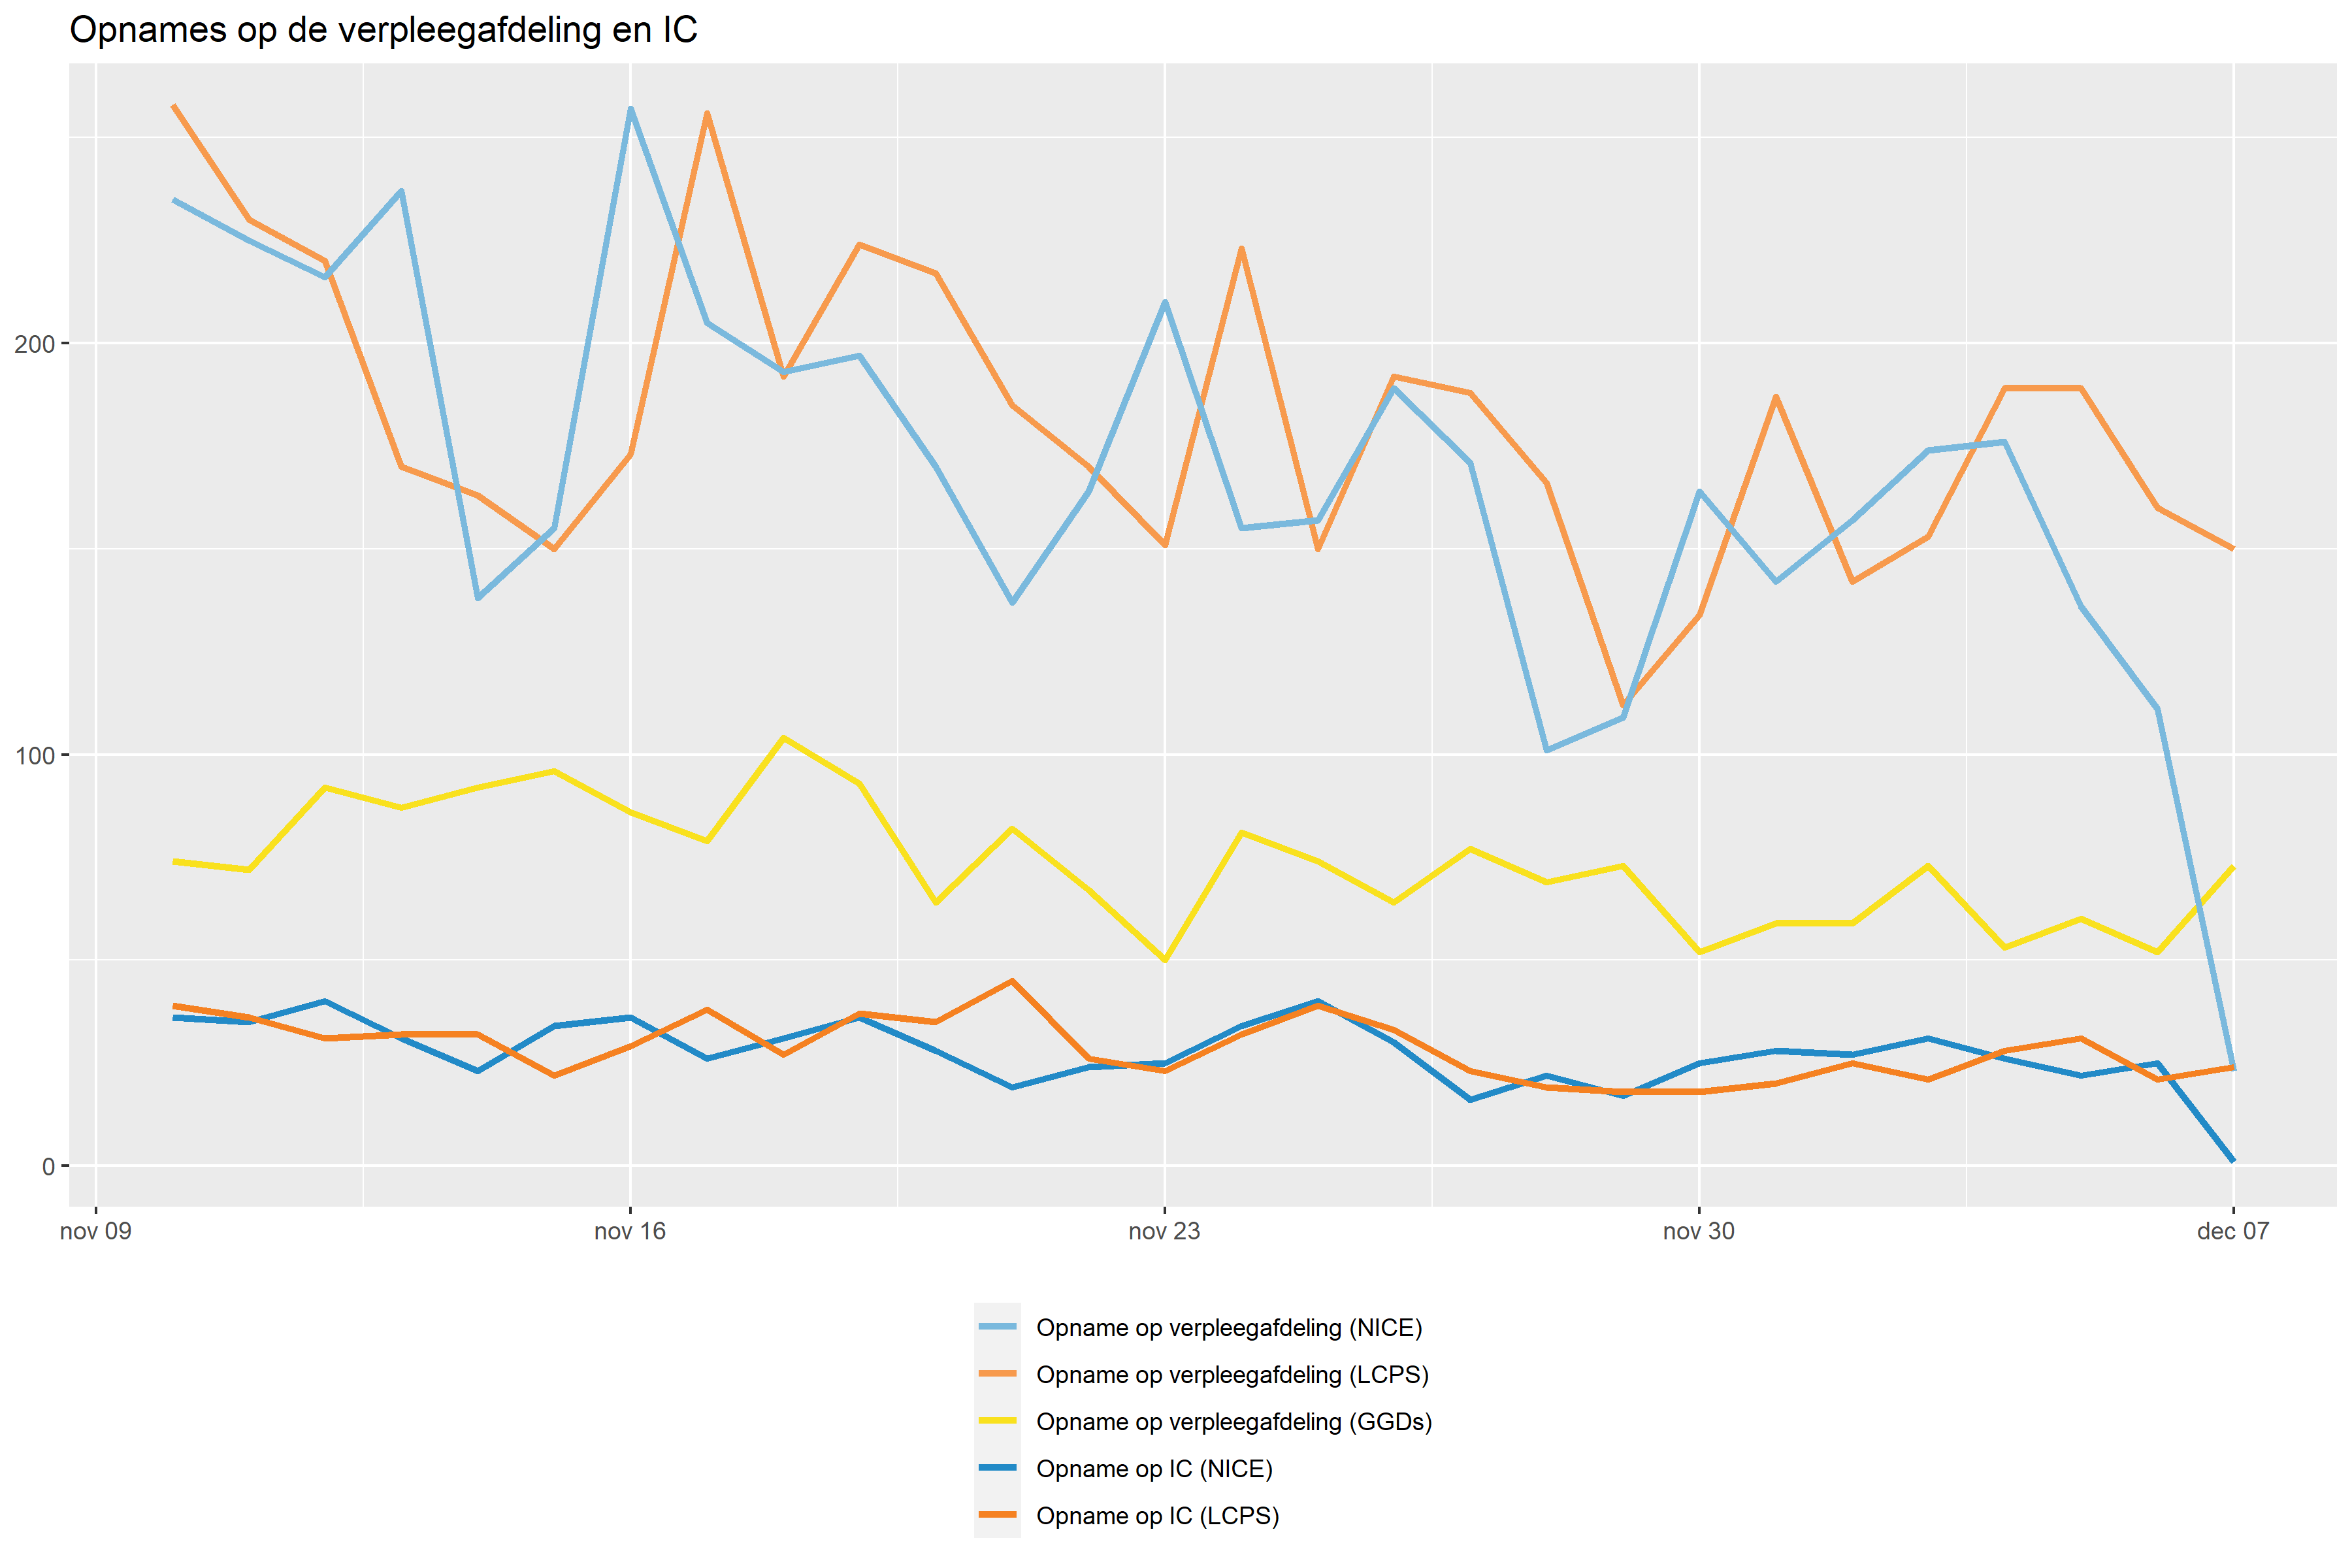 Opnames op de verpleegafdeling en IC
200
100
0
nov 09
nov 16
nov 23
nov 30
dec 07
Opname op verpleegafdeling (NICE)
Opname op verpleegafdeling (LCPS)
Opname op verpleegafdeling (GGDs)
Opname op IC (NICE)
Opname op IC (LCPS)